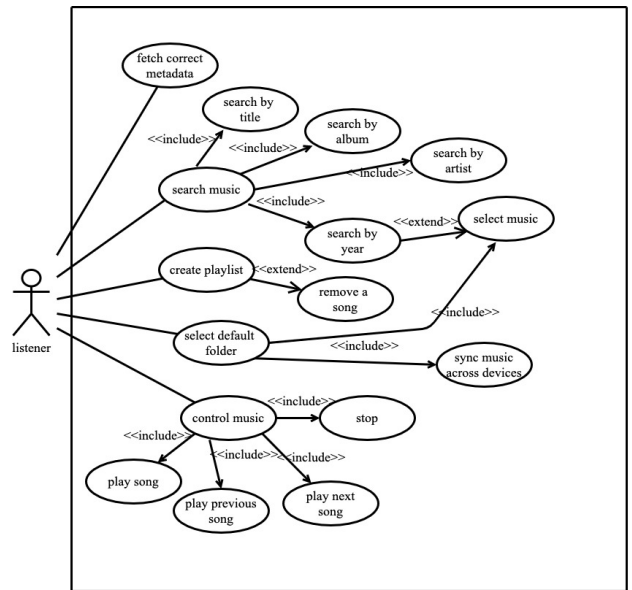 fetch correct
metadata
search by
title
<<include>>
search by
album
<<include>>
search by
artist
<<include>>
search music
<<include>>
search by
year
<<extend>>
select music
create playlist
<<extend>>
remove a
song
listener
select default
folder
<<include>>
<<include>>
sync music
across devices
control music
<<include>>
stop
<<include>>
play song
<<include>>
play previous
song
<<include>>
play next
song